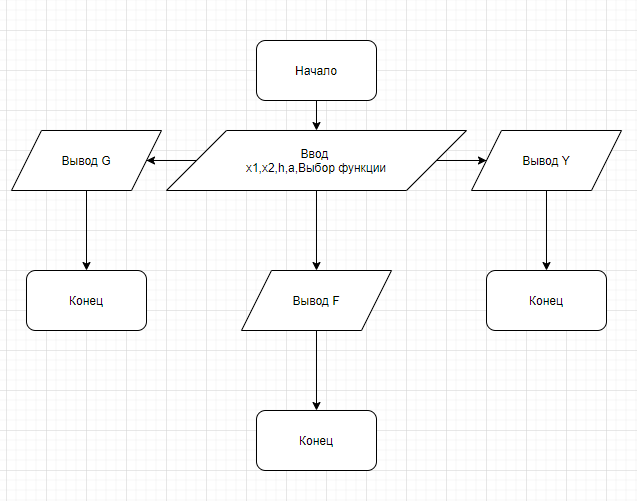 Начало
Вывод G
Ввод
x1,x2,h,a,Выбор функции
Вывод Y
Конец
Вывод F
Конец
Конец